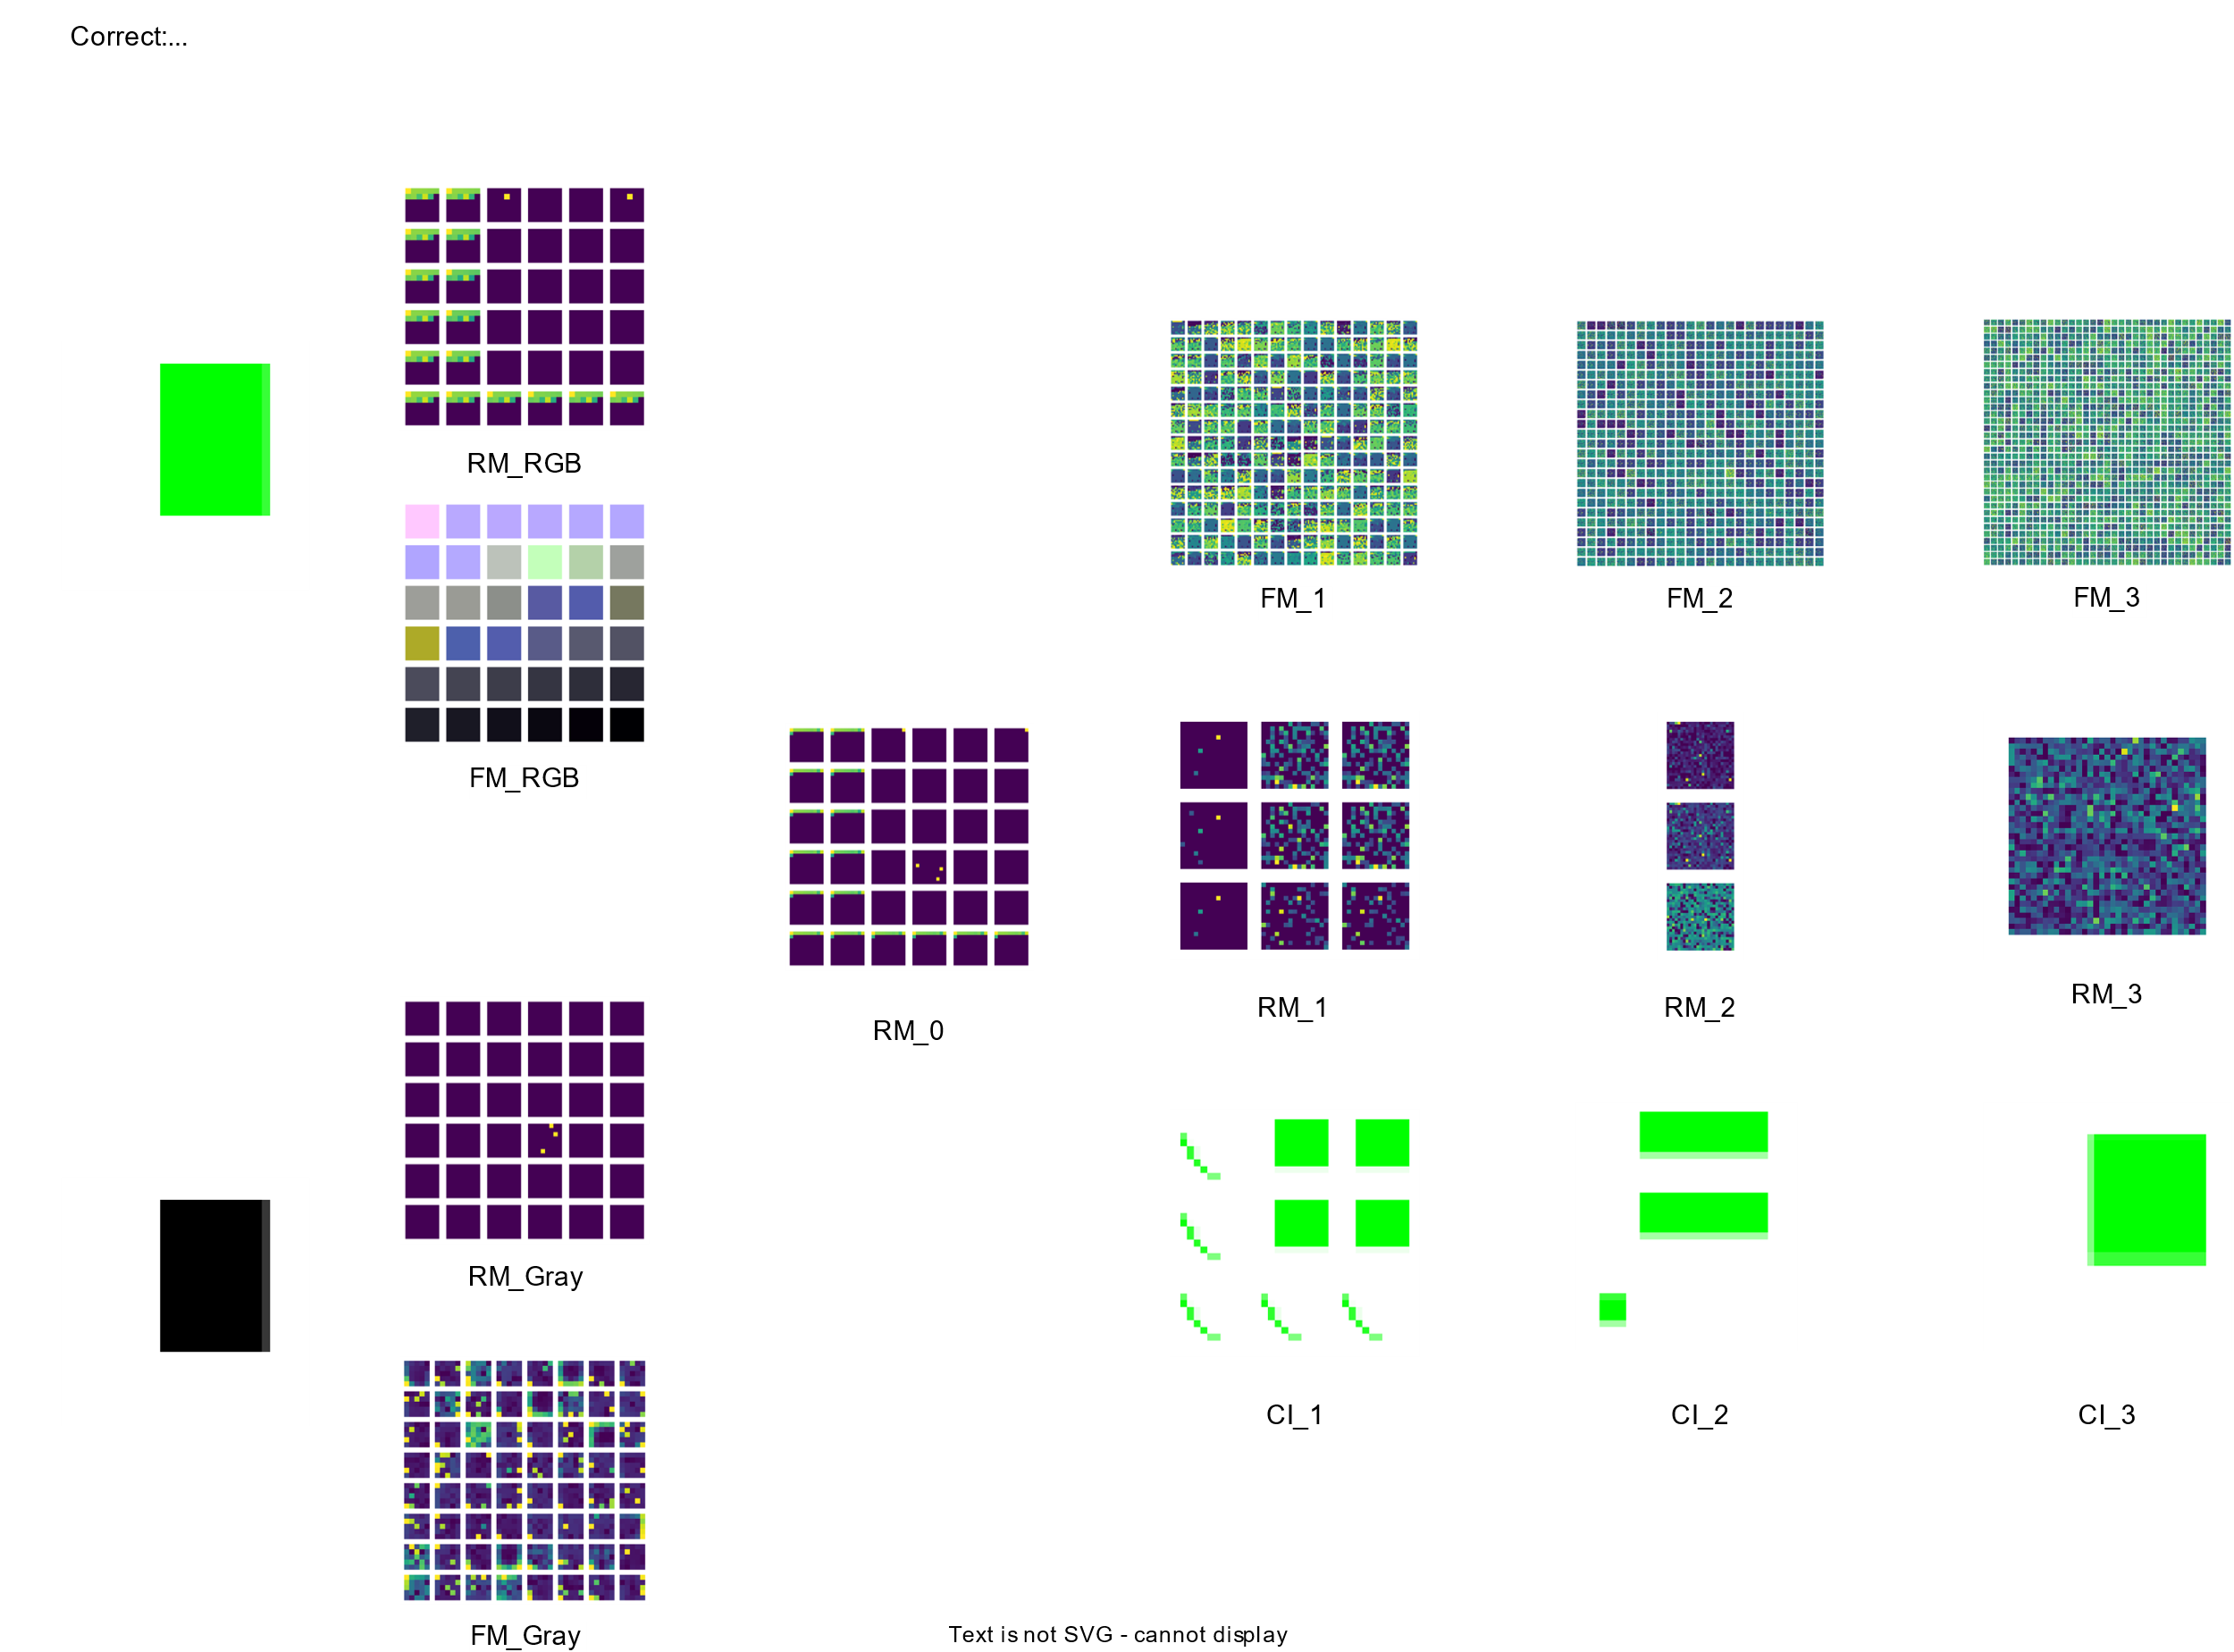 Correct:...
RM_RGB
FM_1
FM_2
FM_3
FM_RGB
RM_0
RM_1
RM_2
RM_3
RM_Gray
CI_1
CI_2
CI_3
FM_Gray
Text is not SVG - cannot display